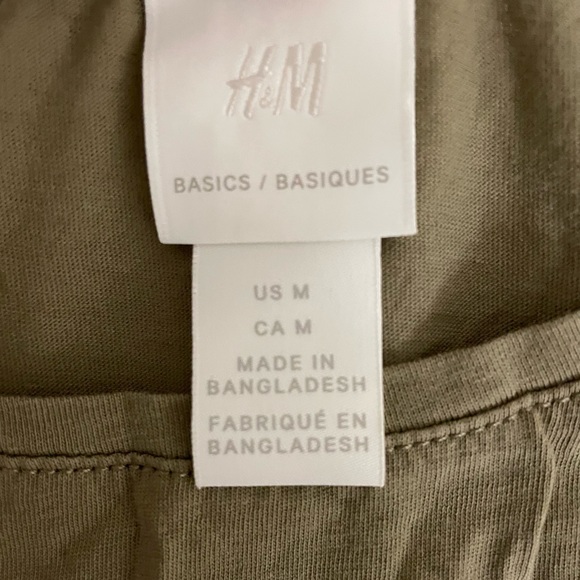 H&M
BASICS / BASIQUES
US M
CA M
MADE IN
BANGLADESH
FABRIQUÉ EN
BANGLADESH